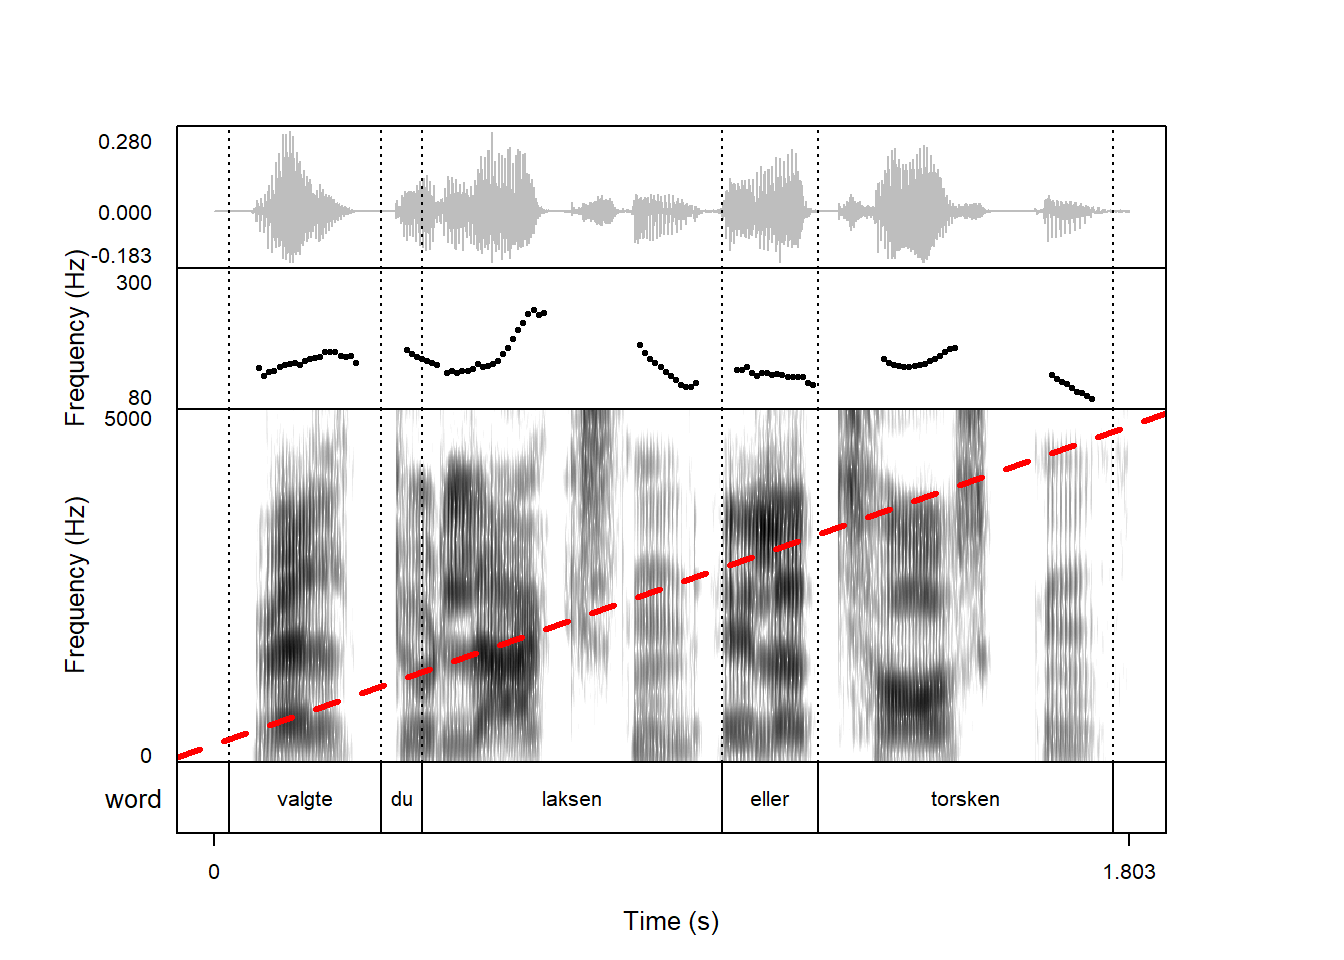 0.280
0.000
-0.183
Frequency (Hz)
300
80
Frequency (Hz)
5000
0
word
valgte du laksen eller torsken
0 1.803
Time (s)